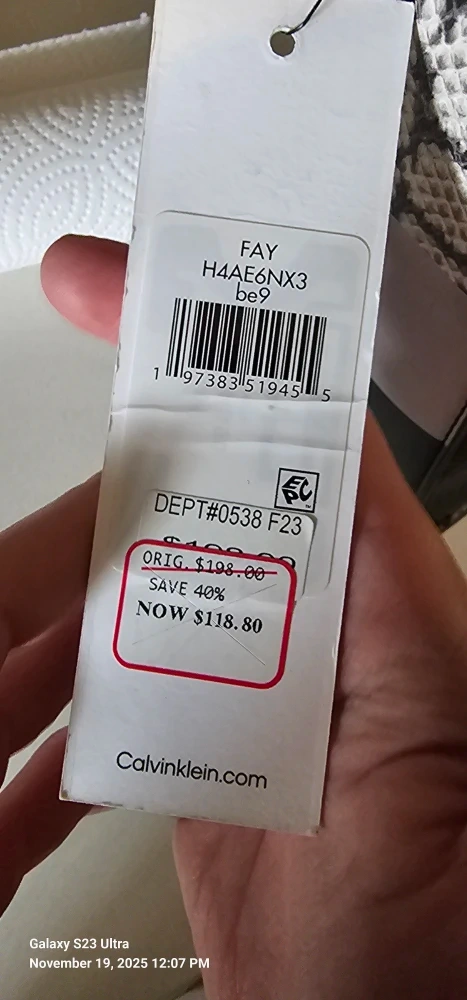 FAY
H4AE6NX3
be9
1 97383 51945 5
EPC
DEPT#0538 F23
ORIG. $198.00
SAVE 40%
NOW $118.80
Calvinklein.com
Galaxy S23 Ultra
November 19, 2025 12:07 PM